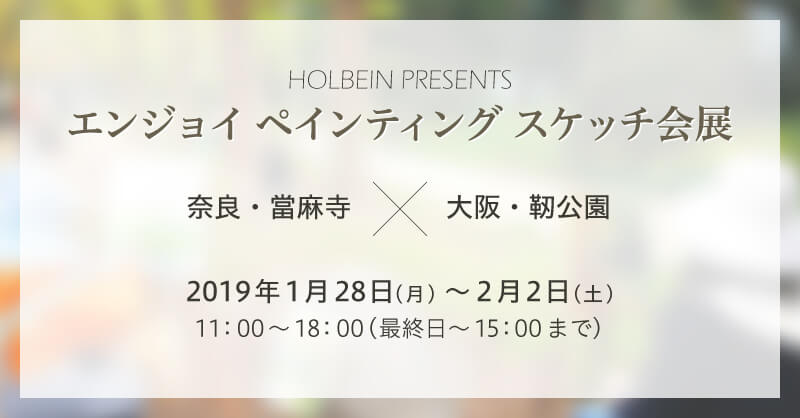 HOLBEIN PRESENTS
エンジョイ ペインティング スケッチ会展
奈良・當麻寺 × 大阪・靭公園
2019年1月28日(月) ～2月2日(土)
11：00～18：00(最終日～15：00まで)